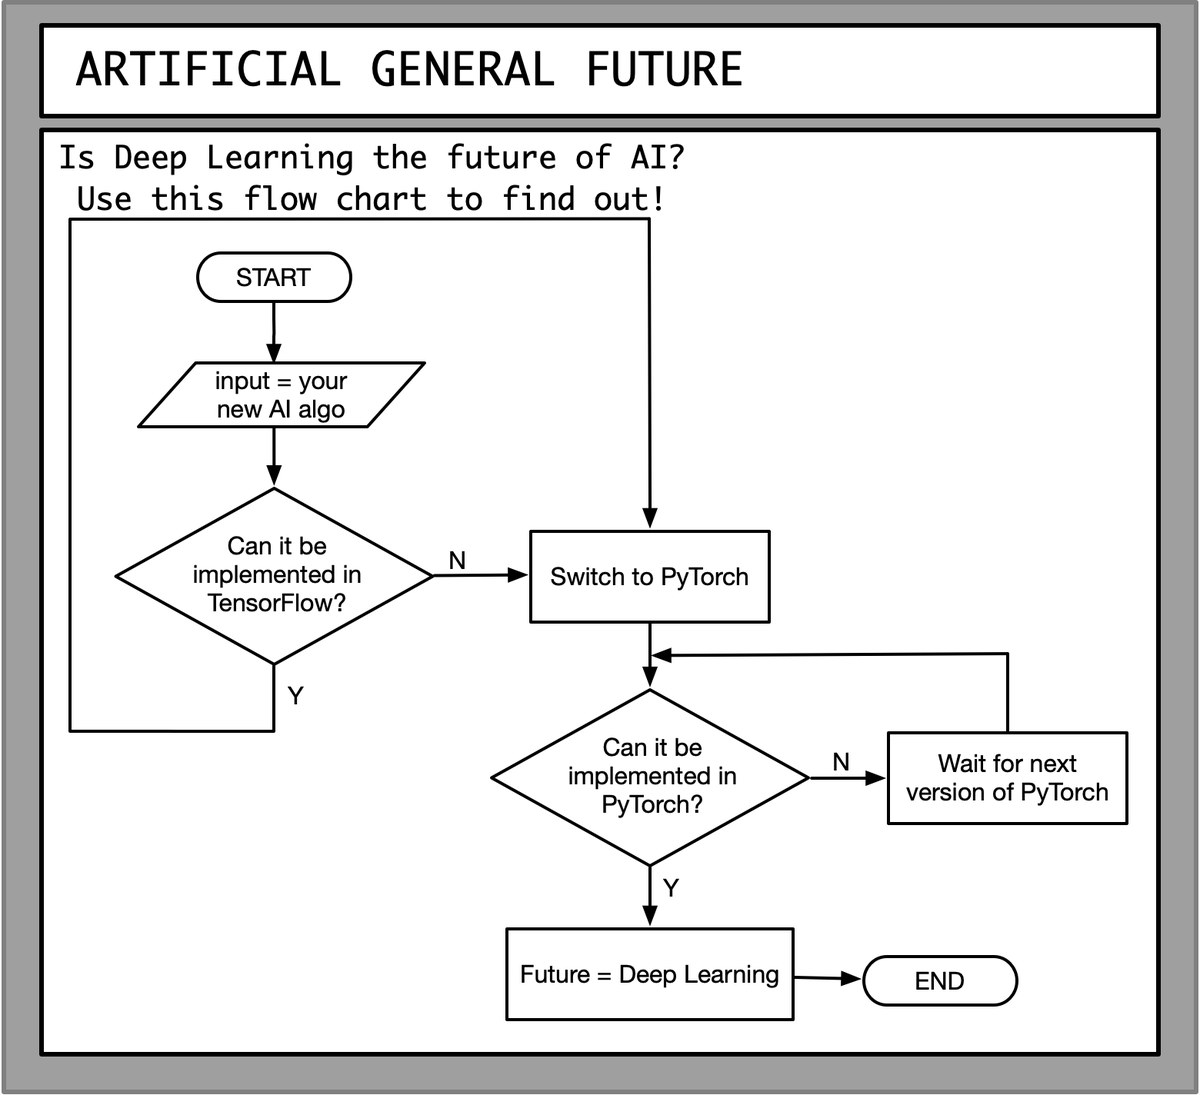 ARTIFICIAL GENERAL FUTURE
Is Deep Learning the future of AI?
Use this flow chart to find out!
START
input = your
new AI algo
Can it be
implemented in
TensorFlow?
N
Y
Switch to PyTorch
Can it be
implemented in
PyTorch?
N
Wait for next
version of PyTorch
Y
Future = Deep Learning
END